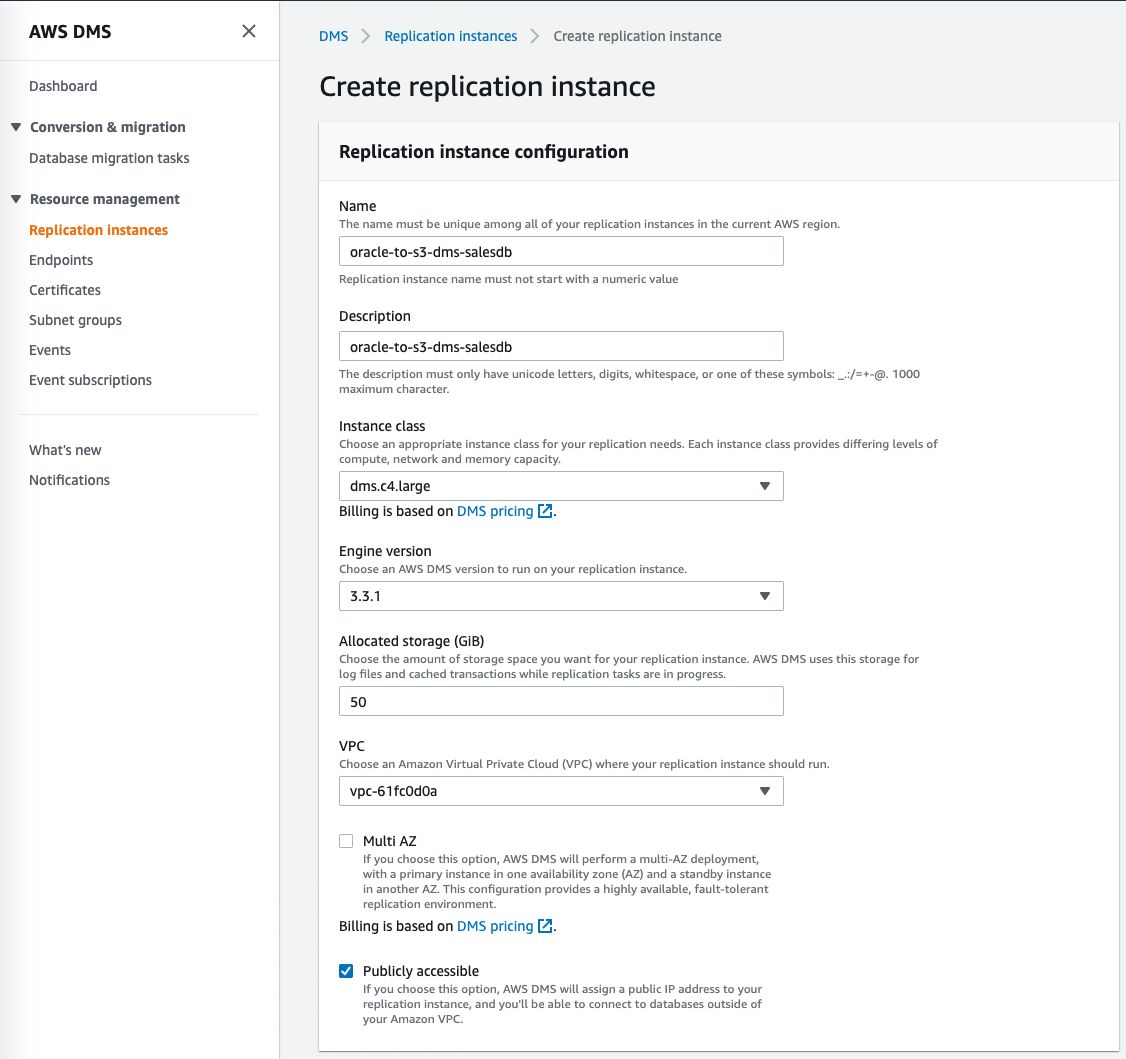 AWS DMS
Dashboard
Conversion & migration
Database migration tasks
Resource management
Replication instances
Endpoints
Certificates
Subnet groups
Events
Event subscriptions
What's new
Notifications
DMS > Replication instances > Create replication instance
Create replication instance
Replication instance configuration
Name
The name must be unique among all of your replication instances in the current AWS region.
oracle-to-s3-dms-salesdb
Replication instance name must not start with a numeric value
Description
oracle-to-s3-dms-salesdb
The description must only have unicode letters, digits, whitespace, or one of these symbols: _.:/=+-@. 1000
maximum character.
Instance class
Choose an appropriate instance class for your replication needs. Each instance class provides differing levels of
compute, network and memory capacity.
dms.c4.large
Billing is based on DMS pricing.
Engine version
Choose an AWS DMS version to run on your replication instance.
3.3.1
Allocated storage (GiB)
Choose the amount of storage space you want for your replication instance. AWS DMS uses this storage for
log files and cached transactions while replication tasks are in progress.
50
VPC
Choose an Amazon Virtual Private Cloud (VPC) where your replication instance should run.
vpc-61fc0d0a
Multi AZ
If you choose this option, AWS DMS will perform a multi-AZ deployment,
with a primary instance in one availability zone (AZ) and a standby instance
in another AZ. This configuration provides a highly available, fault-tolerant
replication environment.
Billing is based on DMS pricing.
Publicly accessible
If you choose this option, AWS DMS will assign a public IP address to your
replication instance, and you'll be able to connect to databases outside of
your Amazon VPC.